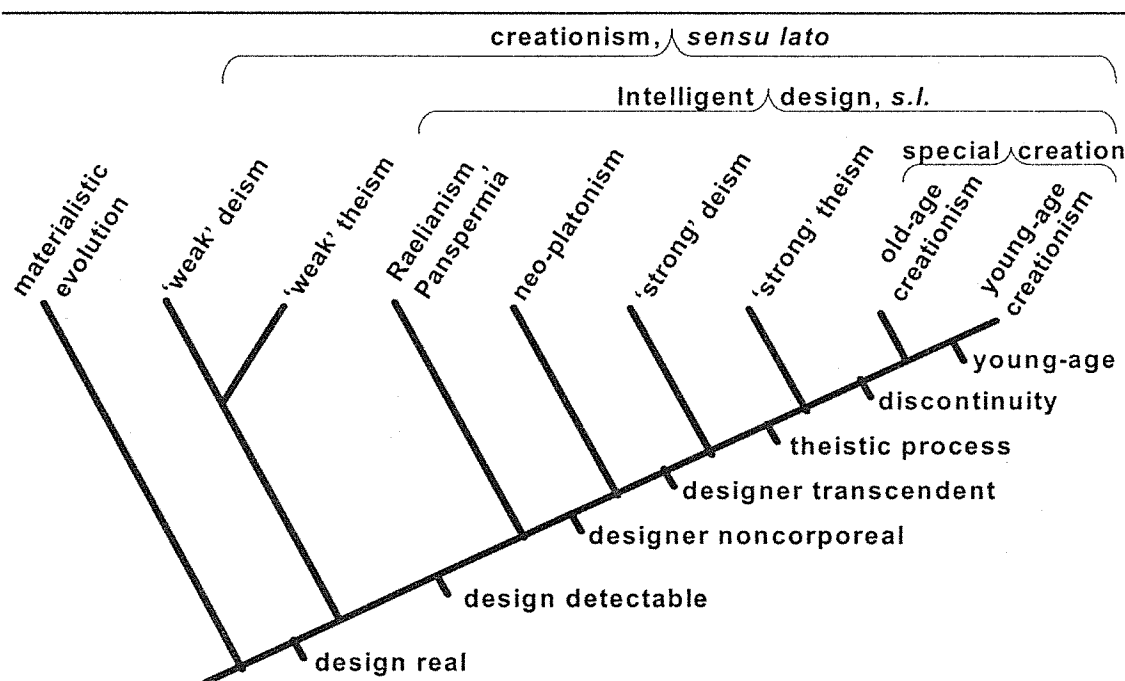 creationism, sensu lato
Intelligent design, s.l.
special creation
materialistic
evolution
'weak' deism
'weak' theism
Raelianism,
Panspermia'
neo-platonism
'strong' deism
'strong' theism
old-age
creationism
young-age
creationism
young-age
discontinuity
theistic process
designer transcendent
designer noncorporeal
design detectable
design real